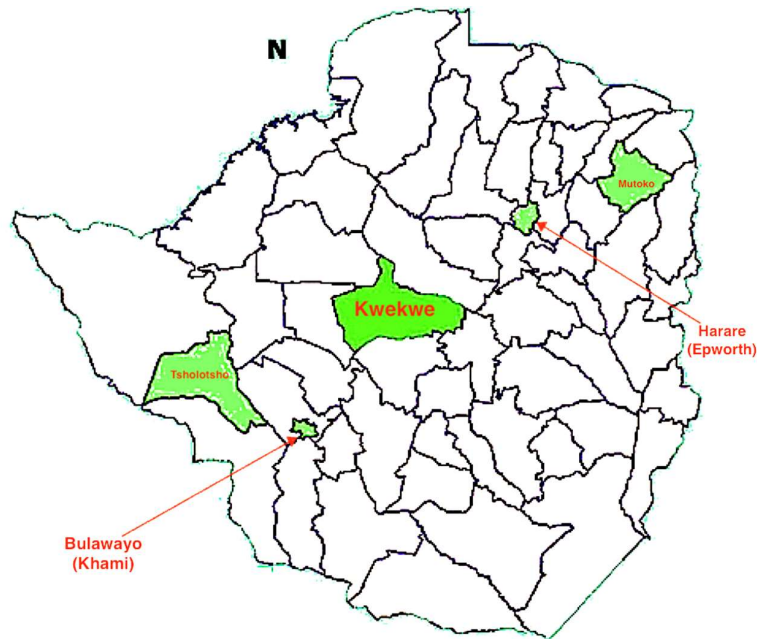 N
Mutoko
Kwekwe
Harare
(Epworth)
Tsholotsho
Bulawayo
(Khami)